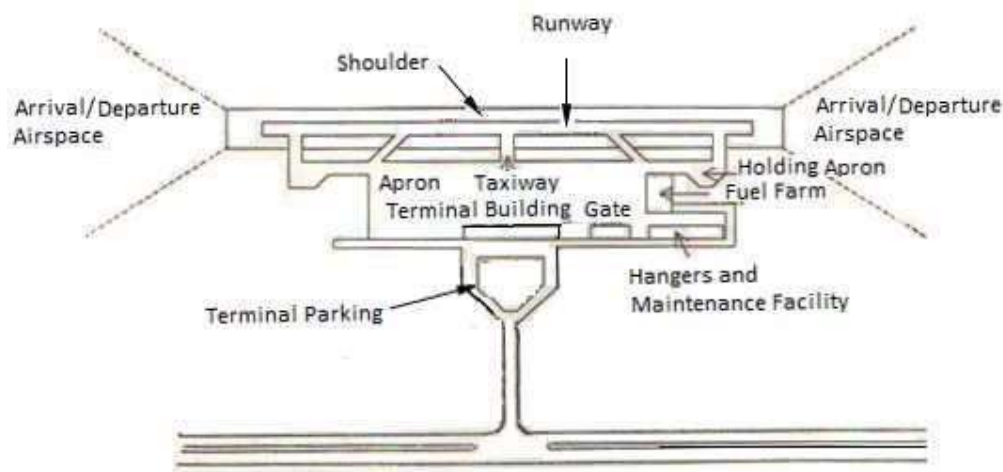 Runway
Shoulder
Arrival/Departure
Airspace
Arrival/Departure
Airspace
Holding Apron
Apron Taxiway
Fuel Farm
Terminal Building Gate
Hangers and
Maintenance Facility
Terminal Parking